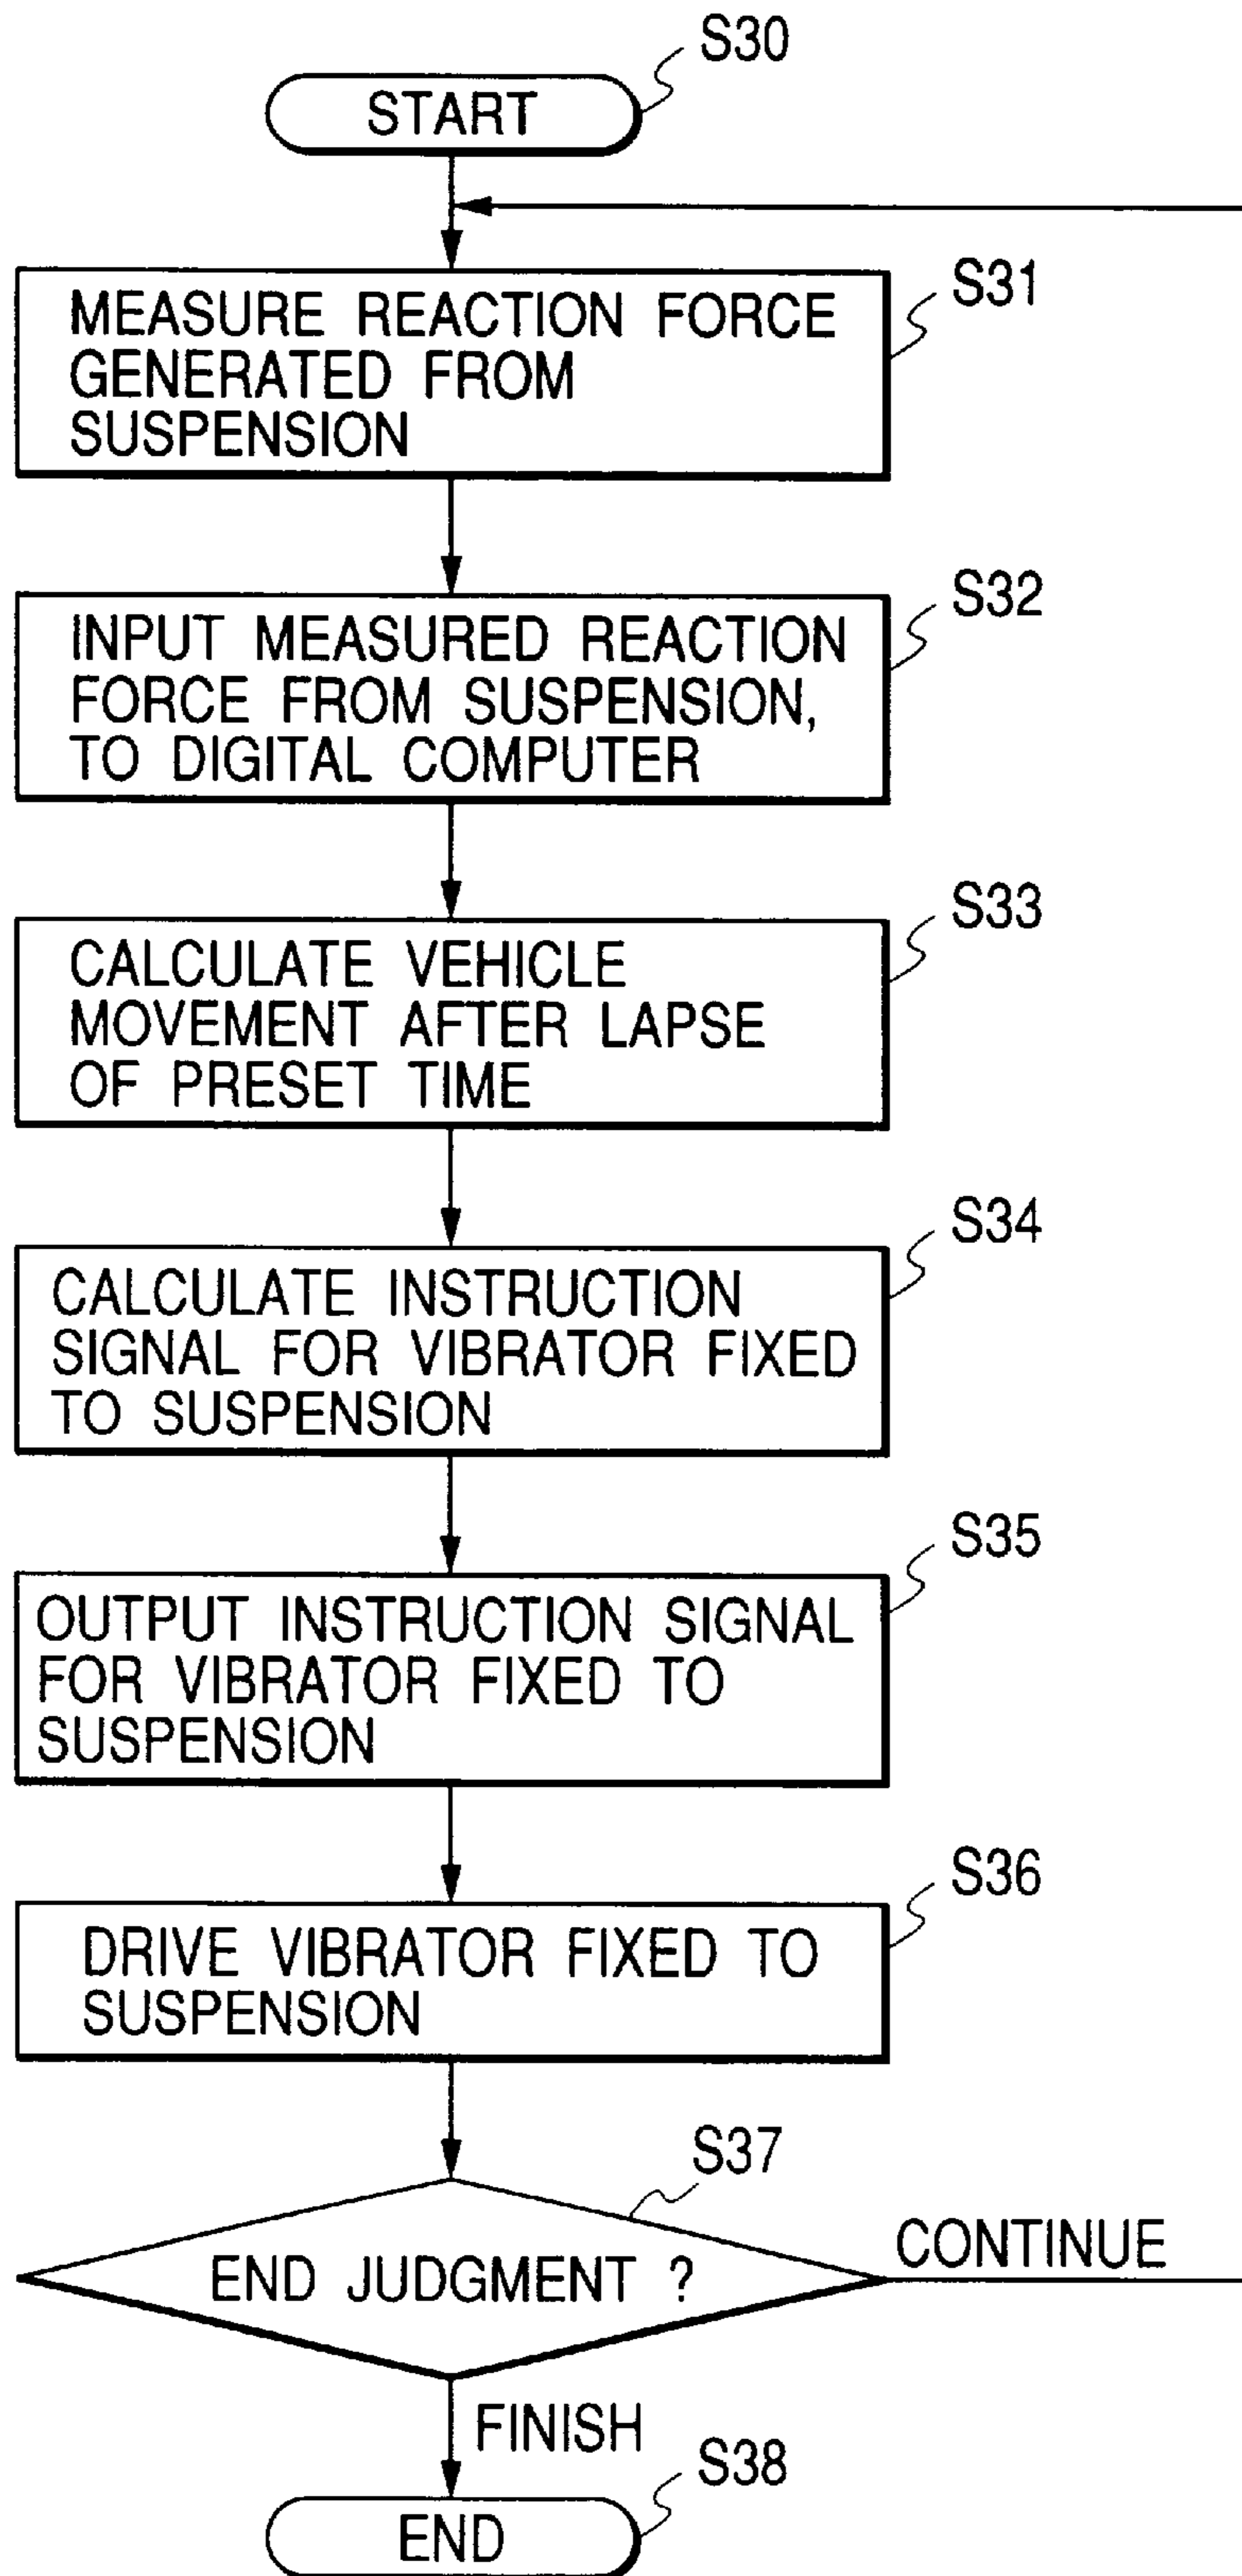 S30
START
S31
MEASURE REACTION FORCE
GENERATED FROM
SUSPENSION
S32
INPUT MEASURED REACTION
FORCE FROM SUSPENSION,
TO DIGITAL COMPUTER
S33
CALCULATE VEHICLE
MOVEMENT AFTER LAPSE
OF PRESET TIME
S34
CALCULATE INSTRUCTION
SIGNAL FOR VIBRATOR FIXED
TO SUSPENSION
S35
OUTPUT INSTRUCTION SIGNAL
FOR VIBRATOR FIXED TO
SUSPENSION
S36
DRIVE VIBRATOR FIXED TO
SUSPENSION
S37
END JUDGMENT ?
CONTINUE
FINISH
S38
END